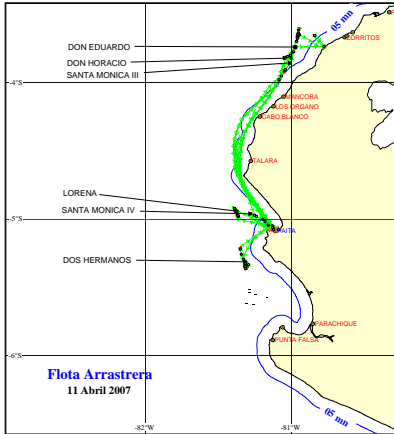 05 mn
ZORRITOS
DON EDUARDO
DON HORACIO
SANTA MONICA III
-4°S
MANCORA
LOS ORGANO
CABO BLANCO
TALARA
LORENA
SANTA MONICA IV
-5°S
DOS HERMANOS
PARACHIQUE
PUNTA FALSA
-6°S
Flota Arrastrera
11 Abril 2007
05 mn
-82°W
-81°W